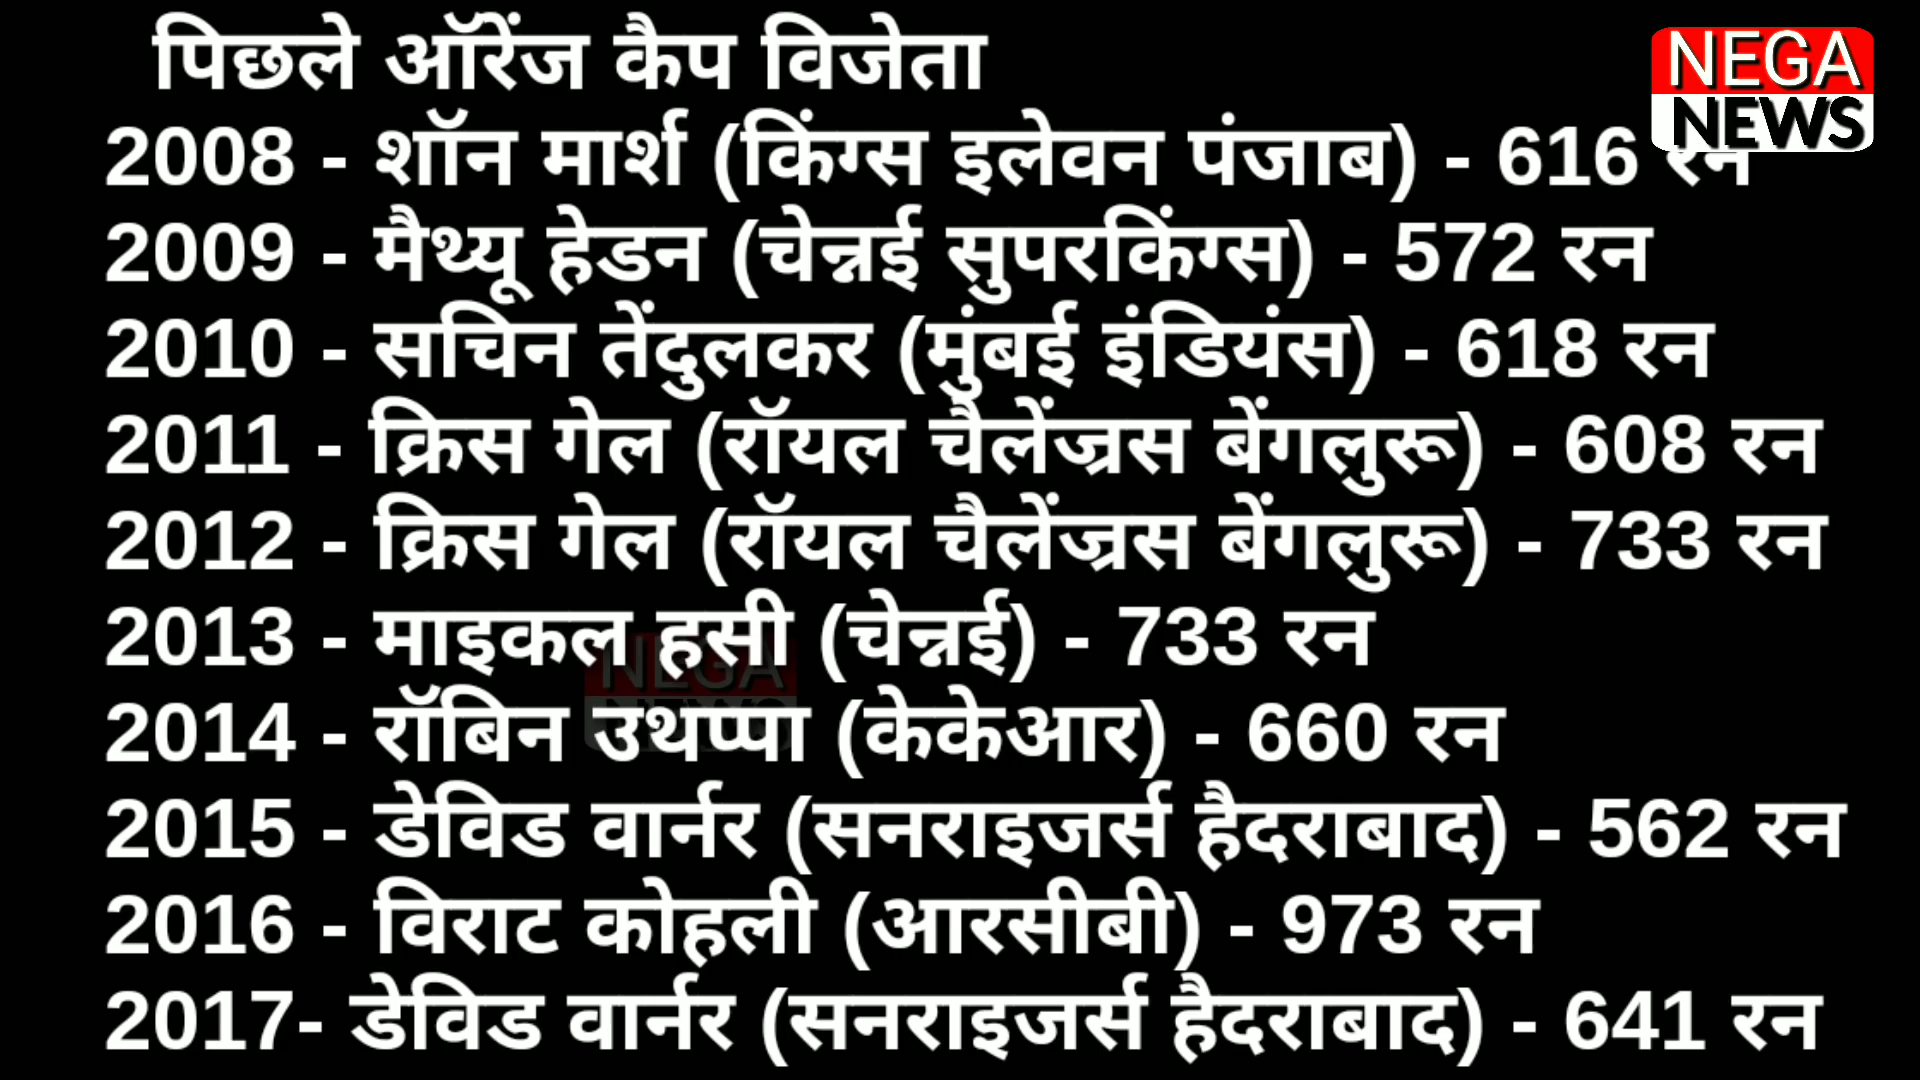 पिछले ऑरेंज कैप विजेता
NEGA
NEWS
2008 - शॉन मार्श (किंग्स इलेवन पंजाब) - 616 रन
2009 - मैथ्यू हेडन (चेन्नई सुपरकिंग्स) - 572 रन
2010 - सचिन तेंदुलकर (मुंबई इंडियंस) - 618 रन
2011 - क्रिस गेल (रॉयल चैलेंज्रस बेंगलुरू) - 608 रन
2012 - क्रिस गेल (रॉयल चैलेंज्रस बेंगलुरू) - 733 रन
2013 - माइकल हसी (चेन्नई) - 733 रन
NEGA
NEWS
2014 - रॉबिन उथप्पा (केकेआर) - 660 रन
2015 - डेविड वार्नर (सनराइजर्स हैदराबाद) - 562 रन
2016 - विराट कोहली (आरसीबी) - 973 रन
2017- डेविड वार्नर (सनराइजर्स हैदराबाद) - 641 रन